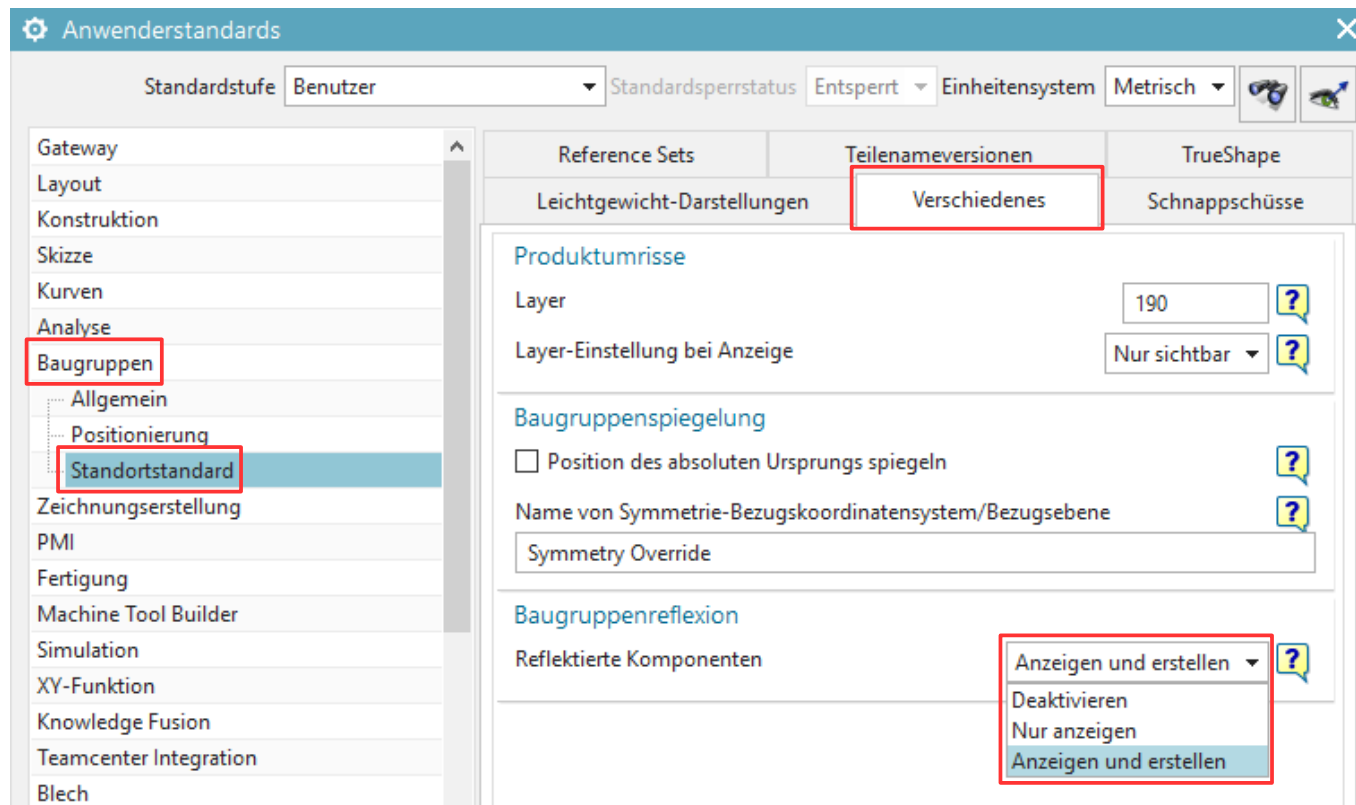 Anwenderstandards
Standardstufe Benutzer Standardsperrstatus Entsperrt Einheitensystem Metrisch
Gateway
Layout
Konstruktion
Skizze
Kurven
Analyse
Baugruppen
Allgemein
Positionierung
Standortstandard
Zeichnungserstellung
PMI
Fertigung
Machine Tool Builder
Simulation
XY-Funktion
Knowledge Fusion
Teamcenter Integration
Blech
Reference Sets Teilenameversionen TrueShape
Leichtgewicht-Darstellungen Verschiedenes Schnappschüsse
Produktumrisse
Layer 190 ?
Layer-Einstellung bei Anzeige Nur sichtbar ?
Baugruppenspiegelung
Position des absoluten Ursprungs spiegeln ?
Name von Symmetrie-Bezugskoordinatensystem/Bezugsebene ?
Symmetry Override
Baugruppenreflexion
Reflektierte Komponenten Anzeigen und erstellen ?
Deaktivieren
Nur anzeigen
Anzeigen und erstellen